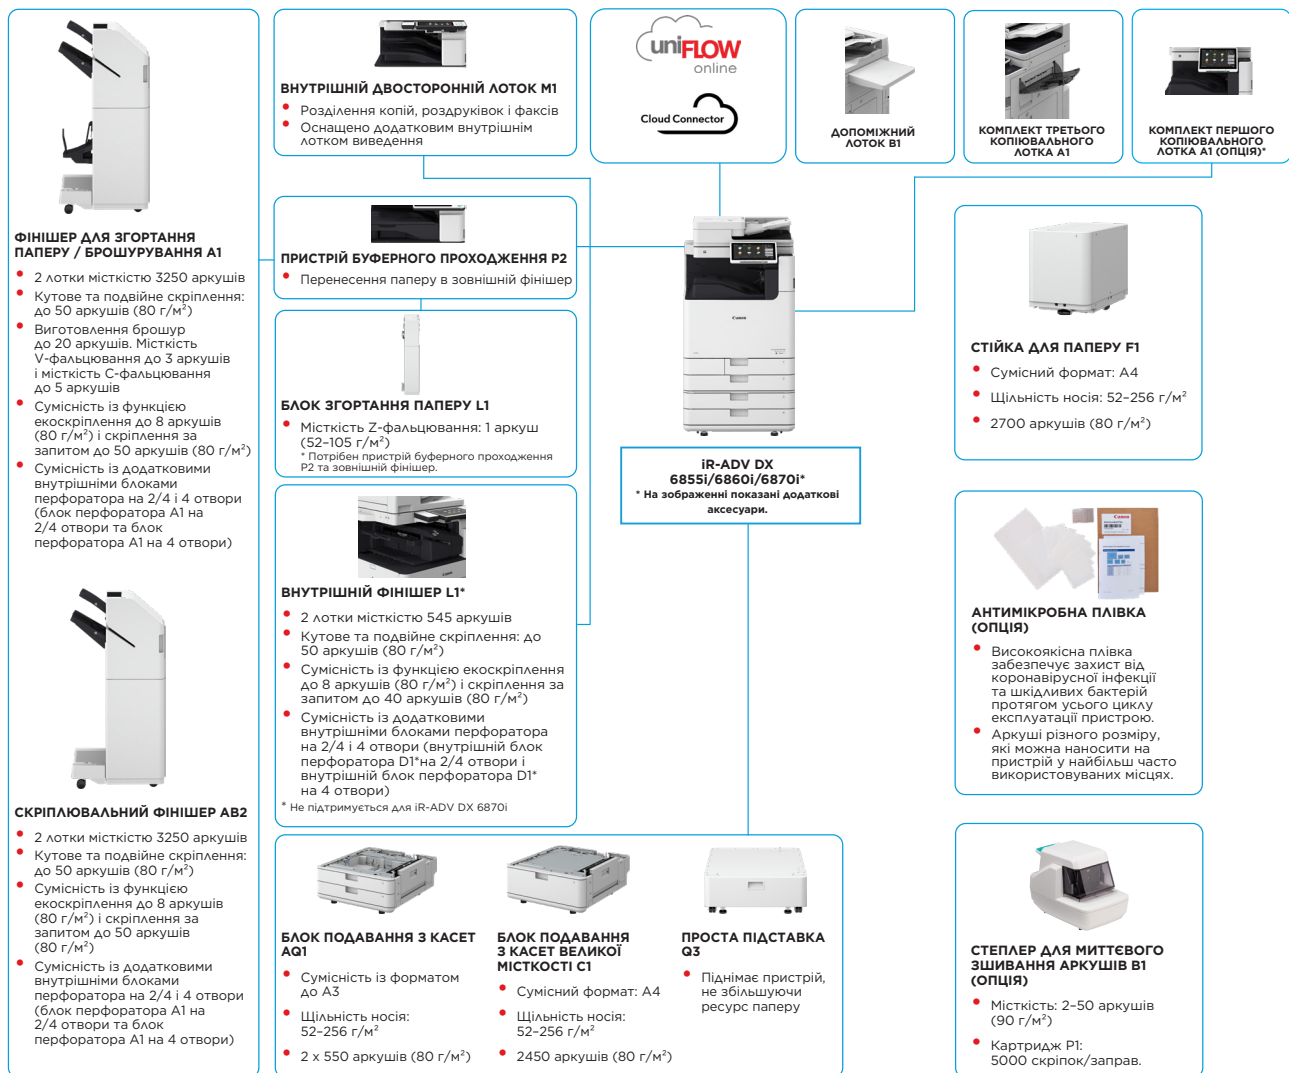 ФІНІШЕР ДЛЯ ЗГОРТАННЯ
ПАПЕРУ / БРОШУРУВАННЯ A1
• 2 лотки місткістю 3250 аркушів
• Кутове та подвійне скріплення:
до 50 аркушів (80 г/м²)
• Виготовлення брошур
до 20 аркушів. Місткість
V-фальцювання до 3 аркушів
і місткість C-фальцювання
до 5 аркушів
• Сумісність із функцією
екоскріплення до 8 аркушів
(80 г/м²) і скріплення за
запитом до 50 аркушів (80 г/м²)
• Сумісність із додатковими
внутрішніми блоками
перфоратора на 2/4 і 4 отвори
(блок перфоратора A1 на
2/4 отвори та блок
перфоратора A1 на 4 отвори)
СКРІПЛЮВАЛЬНИЙ ФІНІШЕР AB2
• 2 лотки місткістю 3250 аркушів
• Кутове та подвійне скріплення:
до 50 аркушів (80 г/м²)
• Сумісність із функцією
екоскріплення до 8 аркушів
(80 г/м²) і скріплення за
запитом до 50 аркушів
(80 г/м²)
• Сумісність із додатковими
внутрішніми блоками
перфоратора на 2/4 і 4 отвори
(блок перфоратора A1 на
2/4 отвори та блок
перфоратора A1 на 4 отвори)
ВНУТРІШНІЙ ДВОСТОРОННІЙ ЛОТОК M1
• Розділення копій, роздруківок і факсів
• Оснащено додатковим внутрішнім
лотком виведення
ПРИСТРІЙ БУФЕРНОГО ПРОХОДЖЕННЯ P2
• Перенесення паперу в зовнішній фінішер
БЛОК ЗГОРТАННЯ ПАПЕРУ L1
• Місткість Z-фальцювання: 1 аркуш
(52–105 г/м²)
* Потрібен пристрій буферного проходження
P2 та зовнішній фінішер.
ВНУТРІШНІЙ ФІНІШЕР L1*
• 2 лотки місткістю 545 аркушів
• Кутове та подвійне скріплення: до
50 аркушів (80 г/м²)
• Сумісність із функцією екоскріплення
до 8 аркушів (80 г/м²) і скріплення за
запитом до 40 аркушів (80 г/м²)
• Сумісність із додатковими
внутрішніми блоками перфоратора
на 2/4 і 4 отвори (внутрішній блок
перфоратора D1*на 2/4 отвори і
внутрішній блок перфоратора D1*
на 4 отвори)
* Не підтримується для iR-ADV DX 6870i
uniFLOW
online
Cloud Connector
ДОПОМІЖНИЙ
ЛОТОК B1
КОМПЛЕКТ ТРЕТЬОГО
КОПІЮВАЛЬНОГО
ЛОТКА A1
КОМПЛЕКТ ПЕРШОГО
КОПІЮВАЛЬНОГО
ЛОТКА A1 (ОПЦІЯ)*
Canon
iR-ADV DX
6855i/6860i/6870i*
* На зображенні показані додаткові
аксесуари.
СТІЙКА ДЛЯ ПАПЕРУ F1
• Сумісний формат: A4
• Щільність носія: 52–256 г/м²
• 2700 аркушів (80 г/м²)
Canon
АНТИМІКРОБНА ПЛІВКА
(ОПЦІЯ)
• Високоякісна плівка
забезпечує захист від
коронавірусної інфекції
та шкідливих бактерій
протягом усього циклу
експлуатації пристрою.
• Аркуші різного розміру,
які можна наносити на
пристрій у найбільш часто
використовуваних місцях.
БЛОК ПОДАВАННЯ З КАСЕТ
AQ1
• Сумісність із форматом
до A3
• Щільність носія:
52–256 г/м²
• 2 x 550 аркушів (80 г/м²)
БЛОК ПОДАВАННЯ
З КАСЕТ ВЕЛИКОЇ
МІСТКОСТІ C1
• Сумісний формат: A4
• Щільність носія:
52–256 г/м²
• 2450 аркушів (80 г/м²)
ПРОСТА ПІДСТАВКА
Q3
• Піднімає пристрій,
не збільшуючи
ресурс паперу
СТЕПЛЕР ДЛЯ МИТТЄВОГО
ЗШИВАННЯ АРКУШІВ B1
(ОПЦІЯ)
• Місткість: 2–50 аркушів
(90 г/м²)
• Картридж P1:
5000 скріпок/заправ.